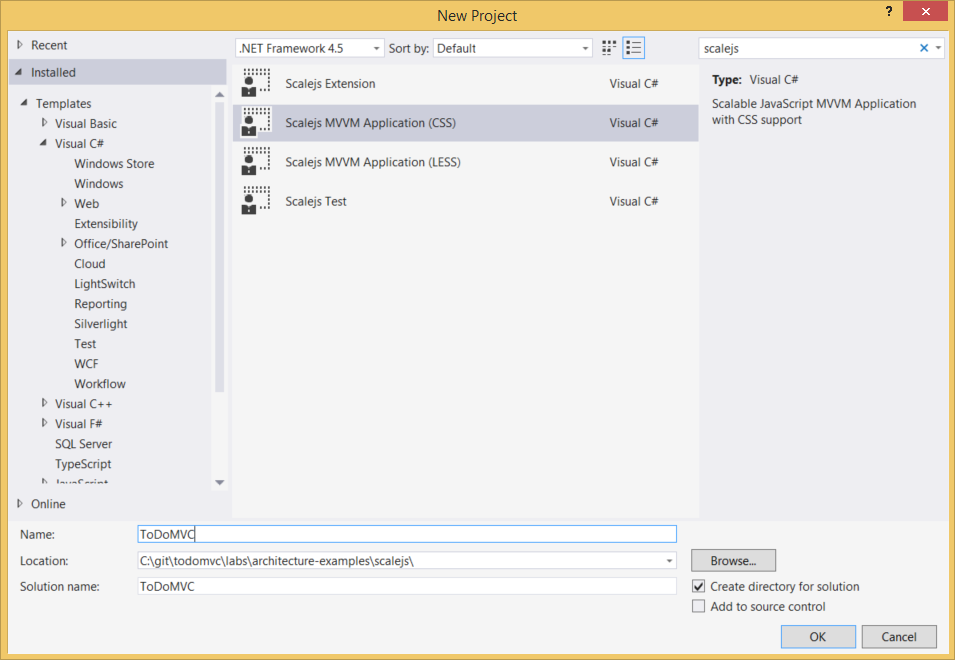 New Project
?
Recent
Installed
Templates
Visual Basic
Visual C#
Windows Store
Windows
Web
Extensibility
Office/SharePoint
Cloud
LightSwitch
Reporting
Silverlight
Test
WCF
Workflow
Visual C++
Visual F#
SQL Server
TypeScript
JavaScript
Online
.NET Framework 4.5 Sort by: Default
Scalejs Extension Visual C#
Scalejs MVVM Application (CSS) Visual C#
Scalejs MVVM Application (LESS) Visual C#
Scalejs Test Visual C#
scalejs
Type: Visual C#
Scalable JavaScript MVVM Application
with CSS support
Name: ToDoMVC
Location: C:\git\todomvc\labs\architecture-examples\scalejs\ Browse...
Solution name: ToDoMVC Create directory for solution
Add to source control
OK Cancel